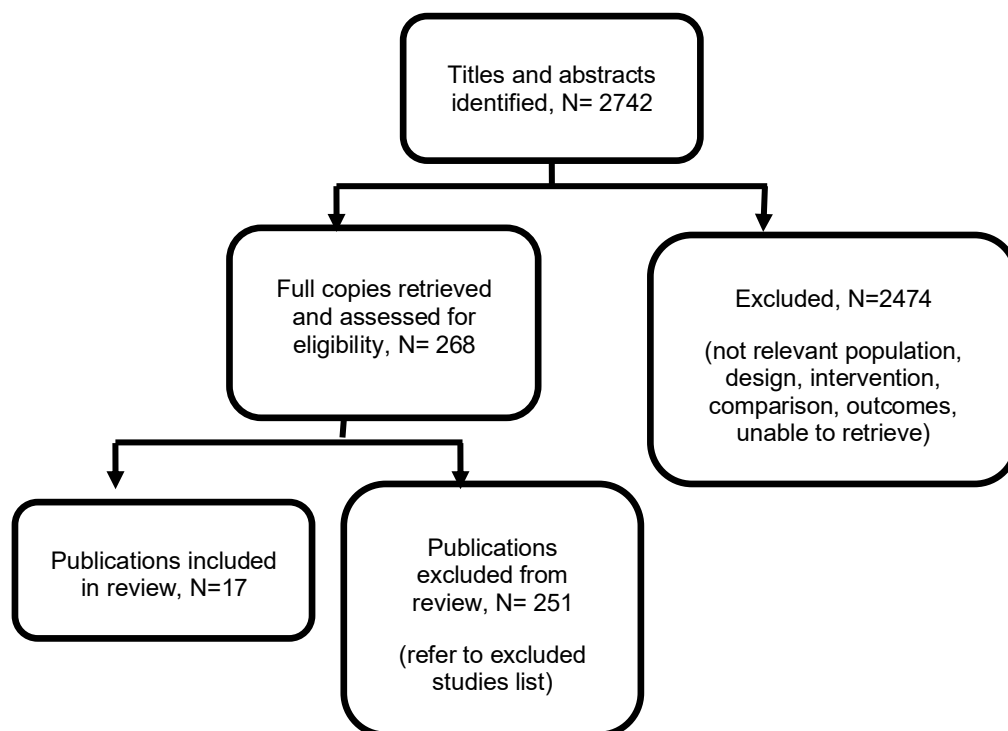 Titles and abstracts
identified, N= 2742
Full copies retrieved
and assessed for
eligibility, N= 268
Excluded, N=2474
(not relevant population,
design, intervention,
comparison, outcomes,
unable to retrieve)
Publications included
in review, N=17
Publications
excluded from
review, N= 251
(refer to excluded
studies list)